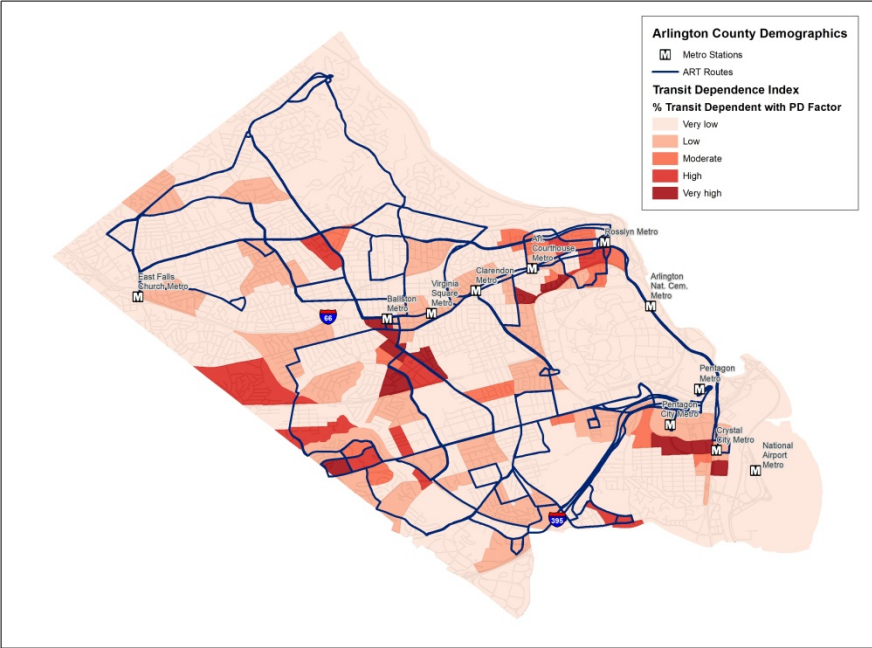 Arlington County Demographics
Metro Stations
ART Routes
Transit Dependence Index
% Transit Dependent with PD Factor
Very low
Low
Moderate
High
Very high
Rosslyn Metro
Courthouse
Metro
Clarendon
Metro
Virginia
Square
Metro
Ballston
Metro
East Falls
Church Metro
66
Arlington
Nat. Cem.
Metro
Pentagon
Metro
Pentagon
City Metro
Crystal
City Metro
National
Airport
Metro
395